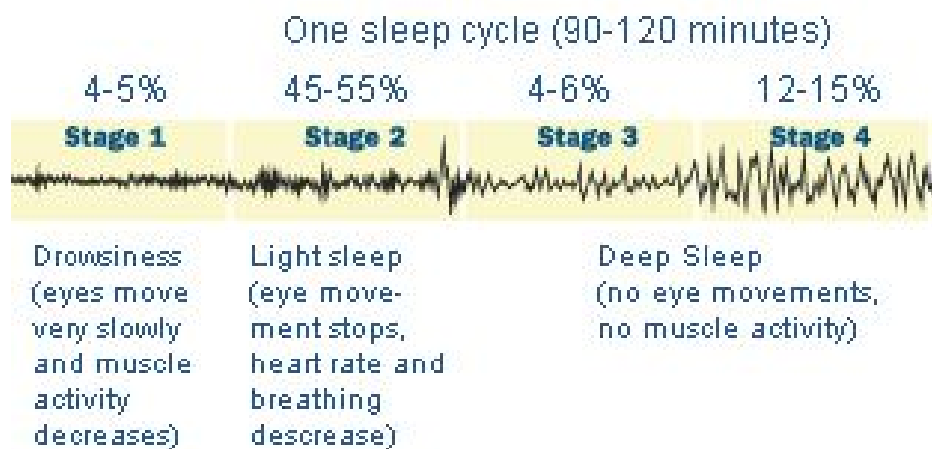 One sleep cycle (90-120 minutes)
4-5% 45-55% 4-6% 12-15%
Stage 1 Stage 2 Stage 3 Stage 4
Drowsiness
(eyes move
very slowly
and muscle
activity
decreases)
Light sleep
(eye move-
ment stops,
heart rate and
breathing
descrease)
Deep Sleep
(no eye movements,
no muscle activity)